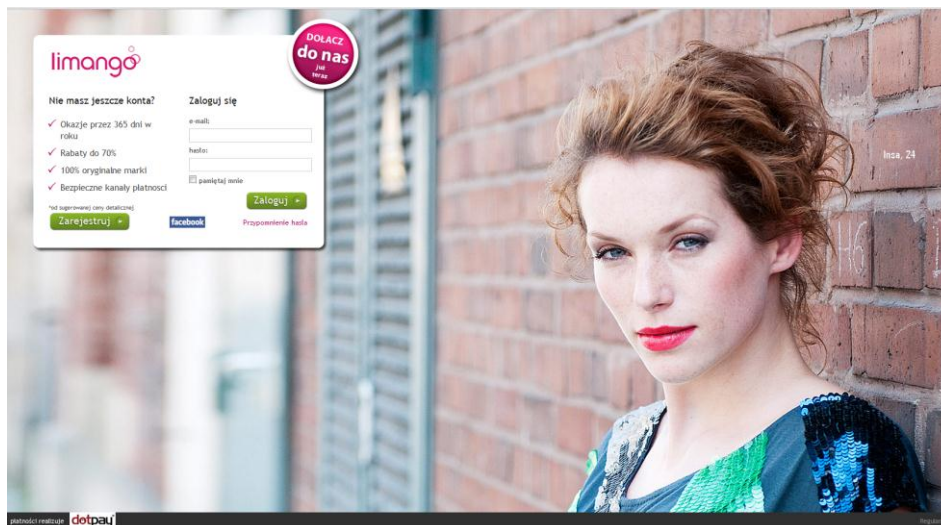 limango
DOŁĄCZ
do nas
już
teraz
Nie masz jeszcze konta?
Okazje przez 365 dni w
roku
Rabaty do 70%
100% oryginalne marki
Bezpieczne kanały płatnosci
*od sugerowanej ceny detalicznej
Zarejestruj
Zaloguj się
e-mail:
hasło:
pamiętaj mnie
Zaloguj
facebook
Przypomnienie hasła
Insa, 24
płatności realizuje dotpay